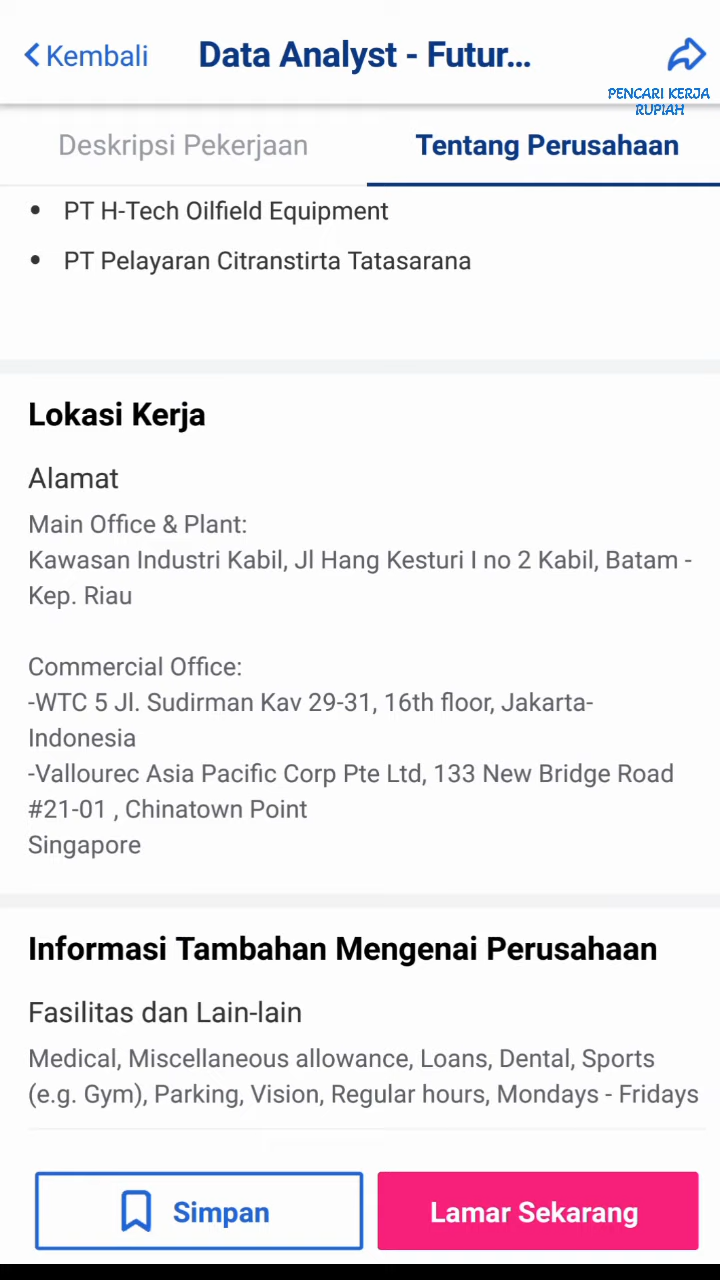 Kembali
Data Analyst - Futur...
PENCARI KERJA
RUPIAH
Deskripsi Pekerjaan
Tentang Perusahaan
• PT H-Tech Oilfield Equipment
• PT Pelayaran Citranstirta Tatasarana
Lokasi Kerja
Alamat
Main Office & Plant:
Kawasan Industri Kabil, Jl Hang Kesturi I no 2 Kabil, Batam -
Kep. Riau
Commercial Office:
-WTC 5 Jl. Sudirman Kav 29-31, 16th floor, Jakarta-
Indonesia
-Vallourec Asia Pacific Corp Pte Ltd, 133 New Bridge Road
#21-01 , Chinatown Point
Singapore
Informasi Tambahan Mengenai Perusahaan
Fasilitas dan Lain-lain
Medical, Miscellaneous allowance, Loans, Dental, Sports
(e.g. Gym), Parking, Vision, Regular hours, Mondays - Fridays
Simpan
Lamar Sekarang